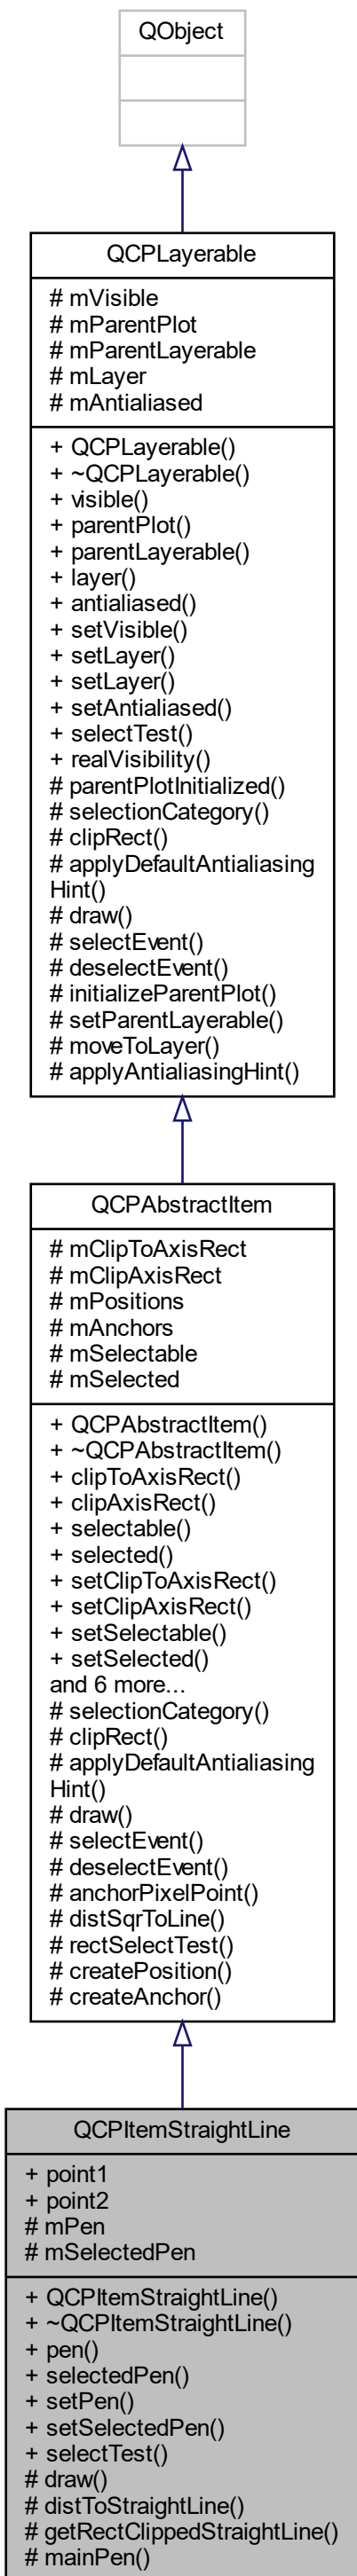 QObject
QCPLayerable
# mVisible
# mParentPlot
# mParentLayerable
# mLayer
# mAntialiased
+ QCPLayerable()
+ ~QCPLayerable()
+ visible()
+ parentPlot()
+ parentLayerable()
+ layer()
+ antialiased()
+ setVisible()
+ setLayer()
+ setLayer()
+ setAntialiased()
+ selectTest()
+ realVisibility()
# parentPlotInitialized()
# selectionCategory()
# clipRect()
# applyDefaultAntialiasing
Hint()
# draw()
# selectEvent()
# deselectEvent()
# initializeParentPlot()
# setParentLayerable()
# moveToLayer()
# applyAntialiasingHint()
QCPAbstractItem
# mClipToAxisRect
# mClipAxisRect
# mPositions
# mAnchors
# mSelectable
# mSelected
+ QCPAbstractItem()
+ ~QCPAbstractItem()
+ clipToAxisRect()
+ clipAxisRect()
+ selectable()
+ selected()
+ setClipToAxisRect()
+ setClipAxisRect()
+ setSelectable()
+ setSelected()
and 6 more...
# selectionCategory()
# clipRect()
# applyDefaultAntialiasing
Hint()
# draw()
# selectEvent()
# deselectEvent()
# anchorPixelPoint()
# distSqrToLine()
# rectSelectTest()
# createPosition()
# createAnchor()
QCPItemStraightLine
+ point1
+ point2
# mPen
# mSelectedPen
+ QCPItemStraightLine()
+ ~QCPItemStraightLine()
+ pen()
+ selectedPen()
+ setPen()
+ setSelectedPen()
+ selectTest()
# draw()
# distToStraightLine()
# getRectClippedStraightLine()
# mainPen()